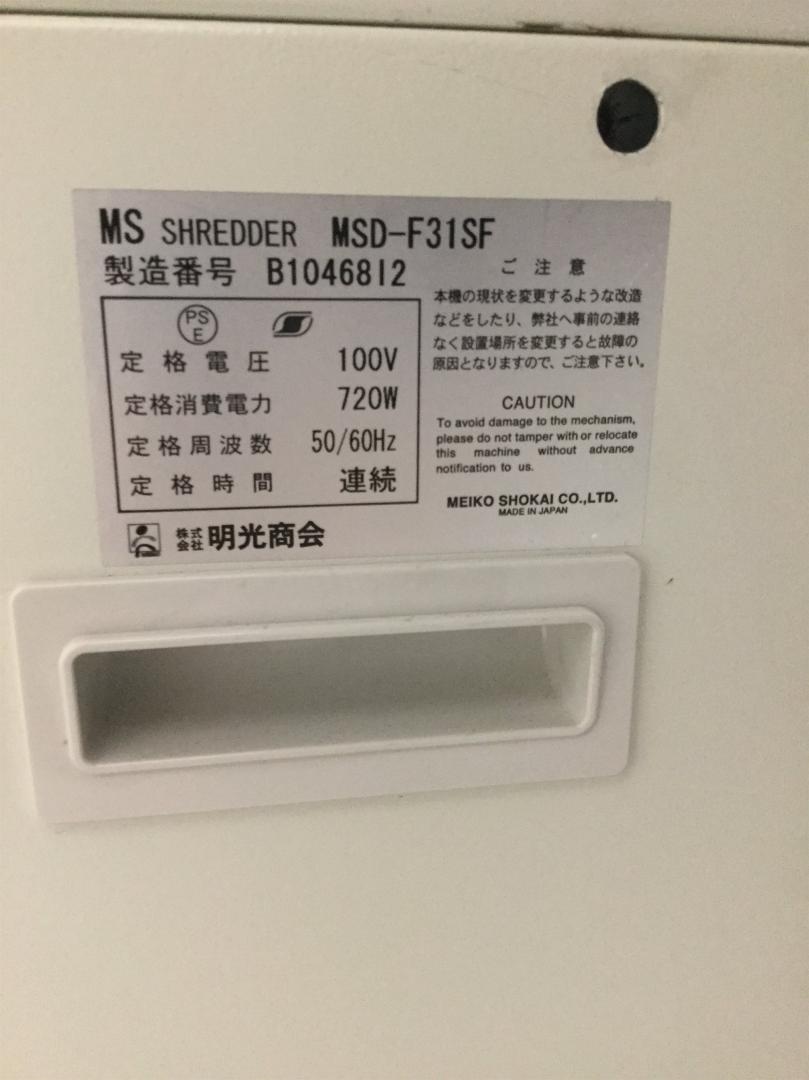 MS SHREDDER MSD-F31SF
製造番号 B1046812
PS
E
定格電圧 100V
定格消費電力 720W
定格周波数 50/60Hz
定格時間 連続
株式
会社 明光商会
ご注意
本機の現状を変更するような改造
などをしたり、弊社へ事前の連絡
なく設置場所を変更すると故障の
原因となりますので、ご注意下さい。
CAUTION
To avoid damage to the mechanism,
please do not tamper with or relocate
this machine without advance
notification to us.
MEIKO SHOKAI CO.,LTD.
MADE IN JAPAN